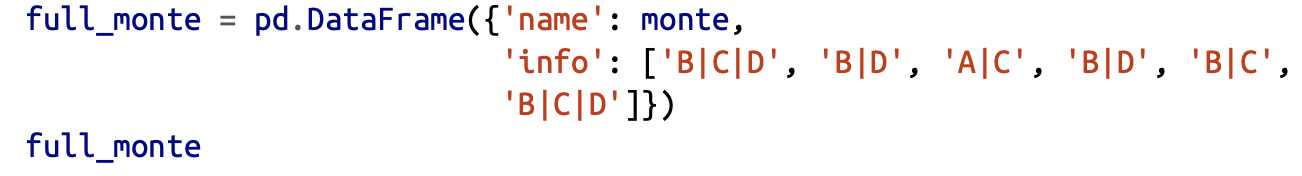 full_monte = pd.DataFrame({'name': monte,
                           'info': ['B|C|D', 'B|D', 'A|C', 'B|D', 'B|C',
                           'B|C|D']})
full_monte